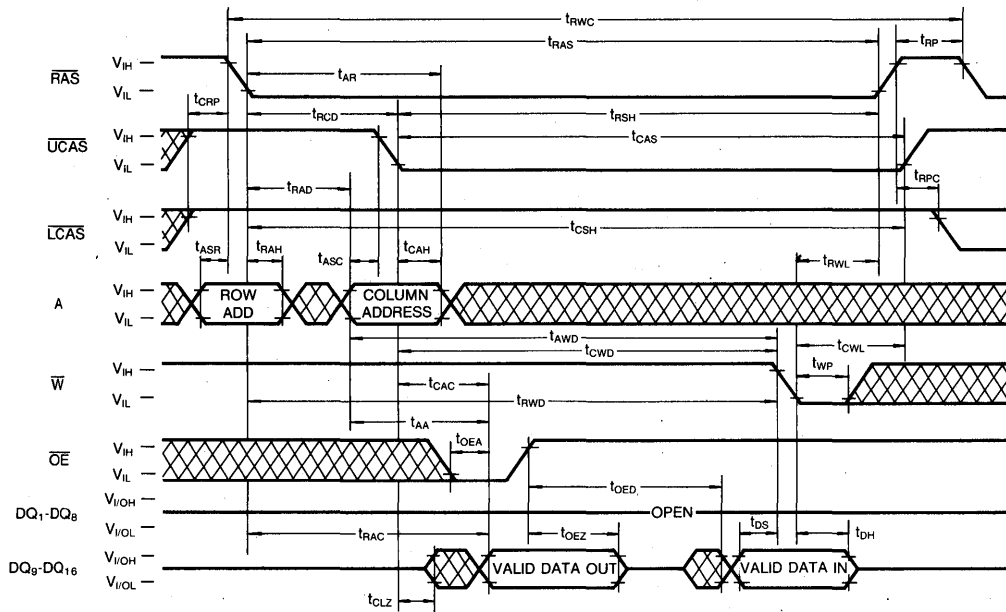 tRWC
tRAS
tRP
RAS
VIH
VIL
tAR
tCRP
tRCD
tRSH
UCAS
VIH
VIL
tCAS
tRPC
tRAD
LCAS
VIH
VIL
tCSH
tASR
tRAH
tASC
tCAH
tRWL
A
VIH
VIL
ROW ADD
COLUMN ADDRESS
tAWD
tCWD
tCWL
W
VIH
VIL
tWP
tCAC
tRWD
tAA
OE
VIH
VIL
tOEA
tOED
DQ1-DQ8
VI/OH
VI/OL
OPEN
tRAC
tOEZ
tDS
tDH
DQ9-DQ16
VI/OH
VI/OL
VALID DATA OUT
VALID DATA IN
tCLZ